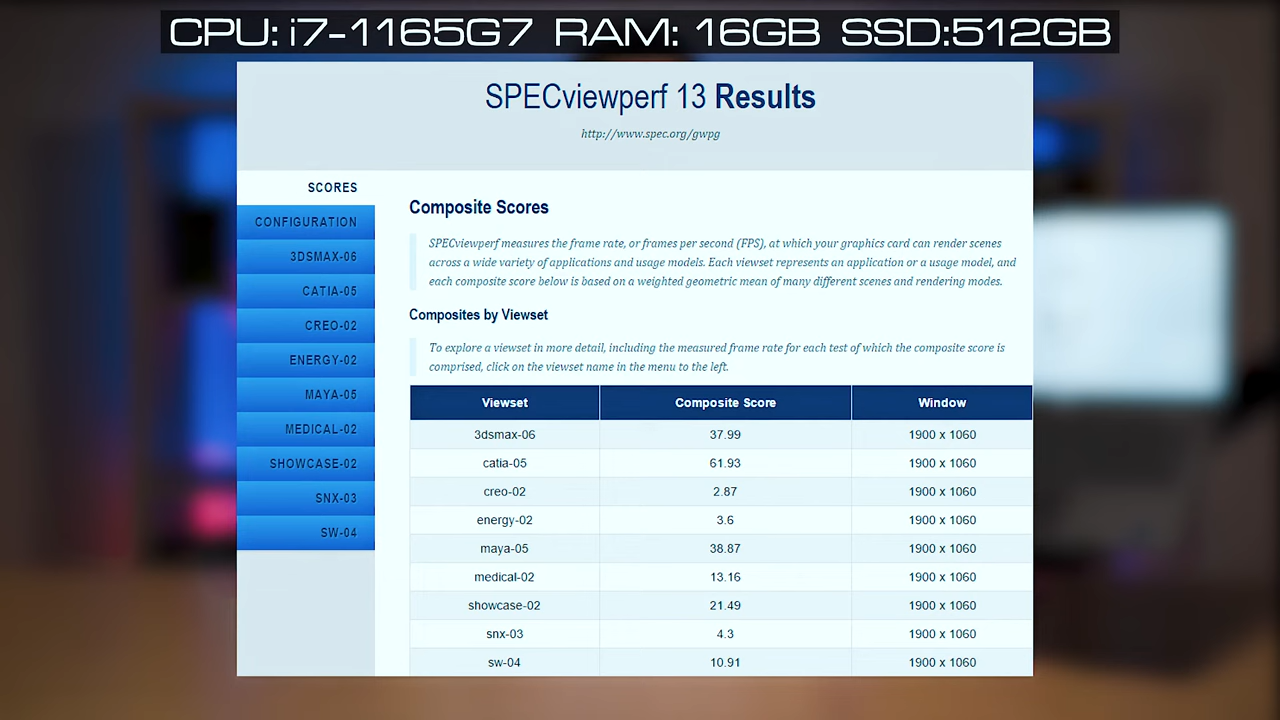 CPU: i7-1165G7 RAM: 16GB SSD:512GB
SPECviewperf 13 Results
http://www.spec.org/gwpg
SCORES
CONFIGURATION
3DSMAX-06
CATIA-05
CREO-02
ENERGY-02
MAYA-05
MEDICAL-02
SHOWCASE-02
SNX-03
SW-04
Composite Scores
SPECviewperf measures the frame rate, or frames per second (FPS), at which your graphics card can render scenes
across a wide variety of applications and usage models. Each viewset represents an application or a usage model, and
each composite score below is based on a weighted geometric mean of many different scenes and rendering modes.
Composites by Viewset
To explore a viewset in more detail, including the measured frame rate for each test of which the composite score is
comprised, click on the viewset name in the menu to the left.
Viewset Composite Score Window
3dsmax-06 37.99 1900 x 1060
catia-05 61.93 1900 x 1060
creo-02 2.87 1900 x 1060
energy-02 3.6 1900 x 1060
maya-05 38.87 1900 x 1060
medical-02 13.16 1900 x 1060
showcase-02 21.49 1900 x 1060
snx-03 4.3 1900 x 1060
sw-04 10.91 1900 x 1060